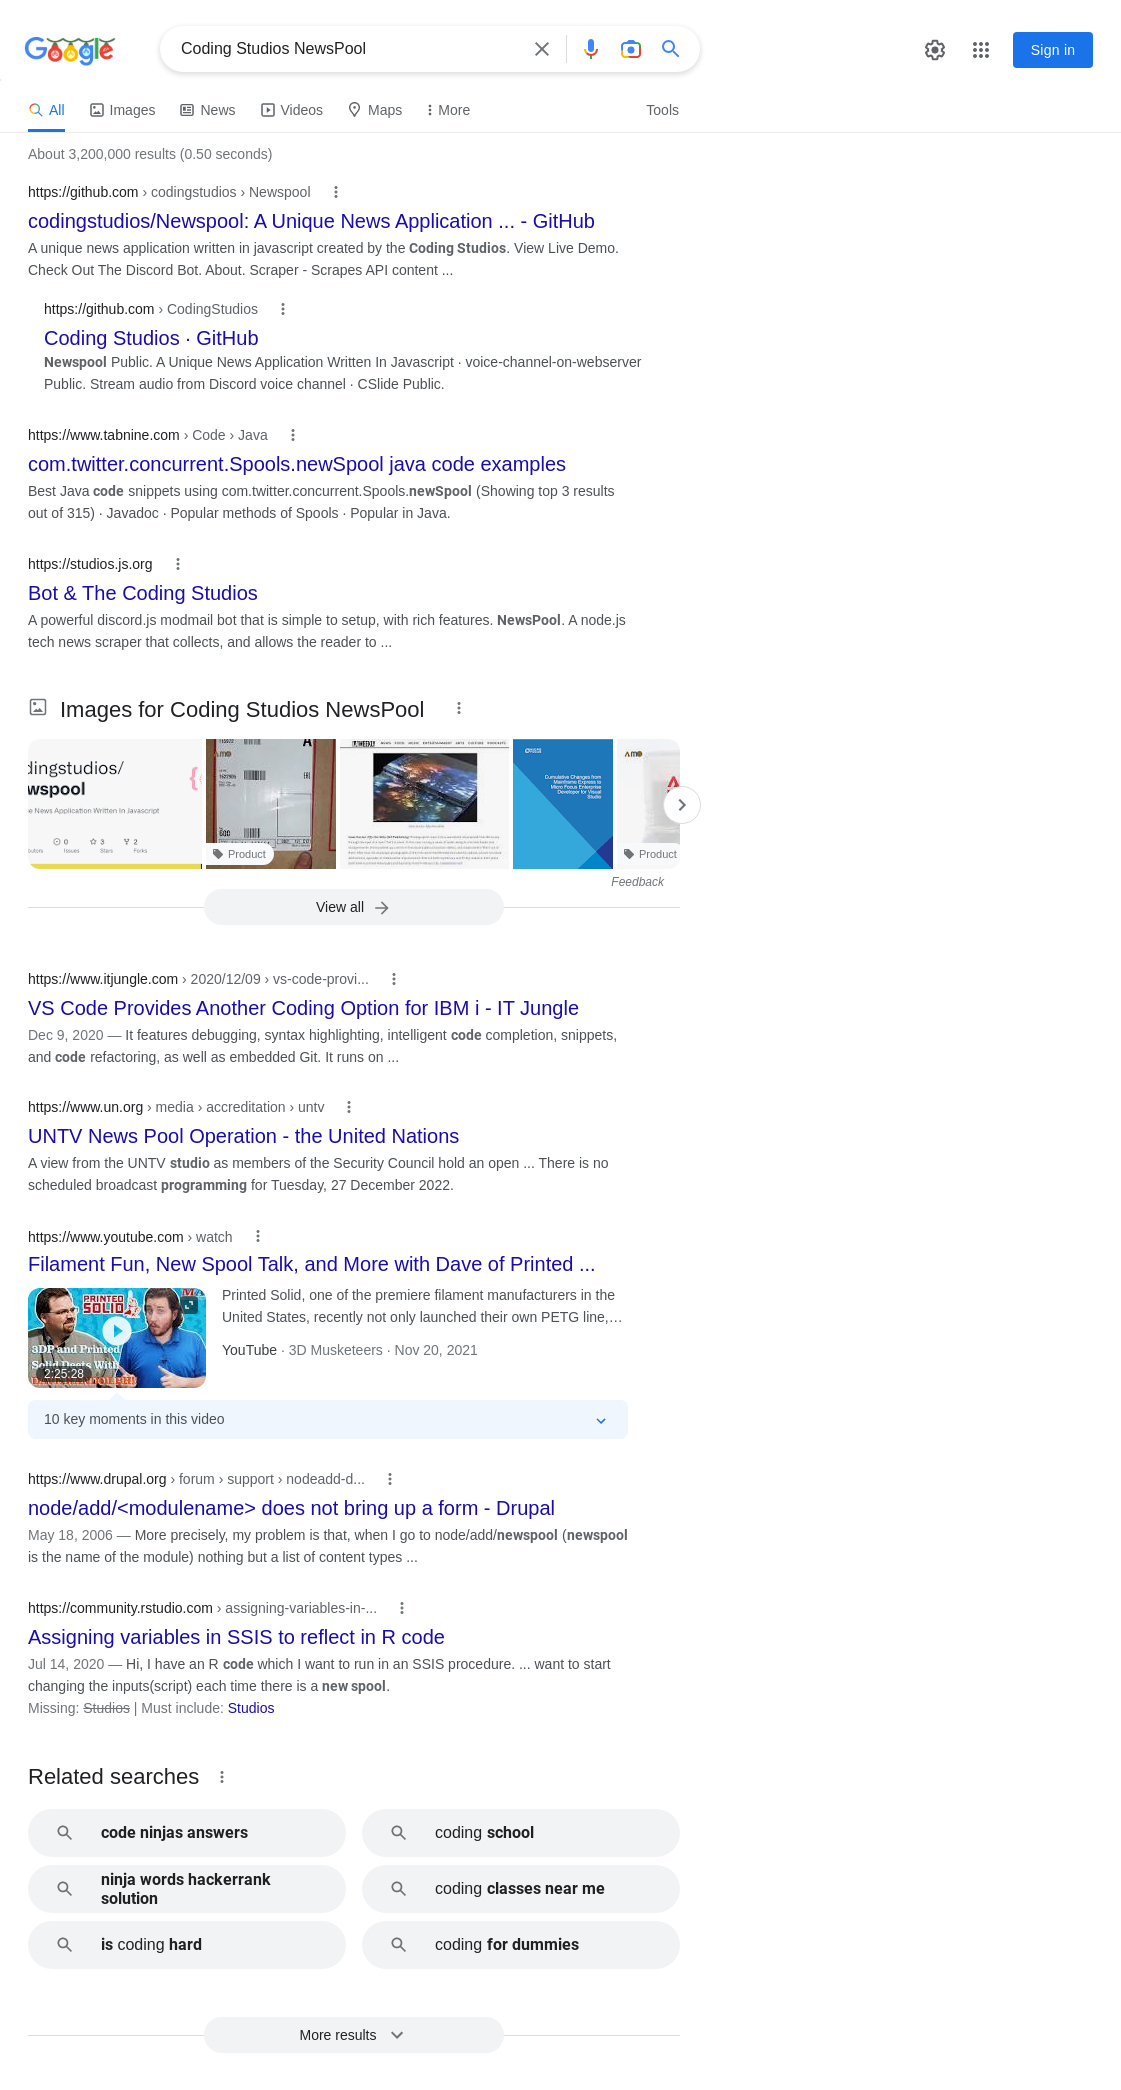 Google
Coding Studios NewsPool
Sign in
All
Images
News
Videos
Maps
More
Tools
About 3,200,000 results (0.50 seconds)
https://github.com › codingstudios › Newspool
codingstudios/Newspool: A Unique News Application ... - GitHub
A unique news application written in javascript created by the Coding Studios. View Live Demo.
Check Out The Discord Bot. About. Scraper - Scrapes API content ...
https://github.com › CodingStudios
Coding Studios · GitHub
Newspool Public. A Unique News Application Written In Javascript · voice-channel-on-webserver
Public. Stream audio from Discord voice channel · CSlide Public.
https://www.tabnine.com › Code › Java
com.twitter.concurrent.Spools.newSpool java code examples
Best Java code snippets using com.twitter.concurrent.Spools.newSpool (Showing top 3 results
out of 315) · Javadoc · Popular methods of Spools · Popular in Java.
https://studios.js.org
Bot & The Coding Studios
A powerful discord.js modmail bot that is simple to setup, with rich features. NewsPool. A node.js
tech news scraper that collects, and allows the reader to ...
Images for Coding Studios NewsPool
dingstudios/
wspool
e News Application Written In Javascript
0
3
2
Issues
Stars
Forks
Product
Cumulative Changes from
Mainframe Express to
Micro Focus Enterprise
Developer for Visual
Studio
Product
Feedback
View all
https://www.itjungle.com › 2020/12/09 › vs-code-provi...
VS Code Provides Another Coding Option for IBM i - IT Jungle
Dec 9, 2020 — It features debugging, syntax highlighting, intelligent code completion, snippets,
and code refactoring, as well as embedded Git. It runs on ...
https://www.un.org › media › accreditation › untv
UNTV News Pool Operation - the United Nations
A view from the UNTV studio as members of the Security Council hold an open ... There is no
scheduled broadcast programming for Tuesday, 27 December 2022.
https://www.youtube.com › watch
Filament Fun, New Spool Talk, and More with Dave of Printed ...
PRINTED
SOLID
3DP and Printed
Solid Deets With
2:25:28
Printed Solid, one of the premiere filament manufacturers in the
United States, recently not only launched their own PETG line,…
YouTube · 3D Musketeers · Nov 20, 2021
10 key moments in this video
https://www.drupal.org › forum › support › nodeadd-d...
node/add/<modulename> does not bring up a form - Drupal
May 18, 2006 — More precisely, my problem is that, when I go to node/add/newspool (newspool
is the name of the module) nothing but a list of content types ...
https://community.rstudio.com › assigning-variables-in-...
Assigning variables in SSIS to reflect in R code
Jul 14, 2020 — Hi, I have an R code which I want to run in an SSIS procedure. ... want to start
changing the inputs(script) each time there is a new spool.
Missing: Studios | Must include: Studios
Related searches
code ninjas answers
coding school
ninja words hackerrank
solution
coding classes near me
is coding hard
coding for dummies
More results